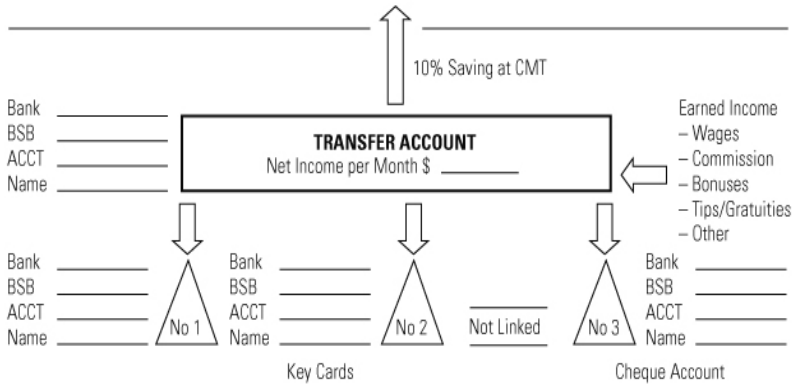 10% Saving at CMT
Bank
BSB
ACCT
Name
TRANSFER ACCOUNT
Net Income per Month $
Earned Income
– Wages
– Commission
– Bonuses
– Tips/Gratuities
– Other
Bank
BSB
ACCT
Name
No 1
Bank
BSB
ACCT
Name
No 2
Not Linked
No 3
Bank
BSB
ACCT
Name
Key Cards
Cheque Account